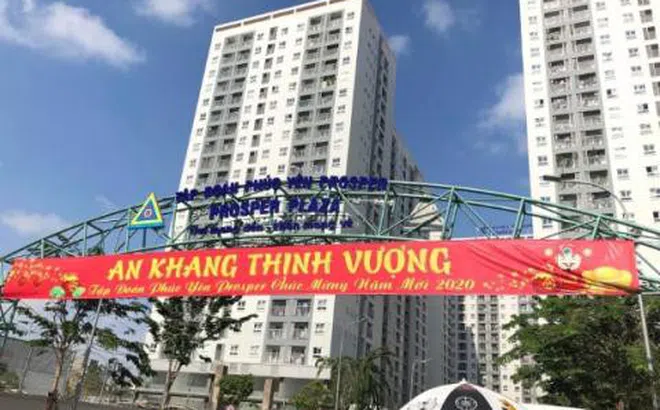 TẬP ĐOÀN PHÚC YÊN PROSPER
PROSPER PLAZA
AN KHANG THỊNH VƯỢNG
Tập Đoàn Phúc Yên Prosper Chúc Mừng Năm Mới 2020